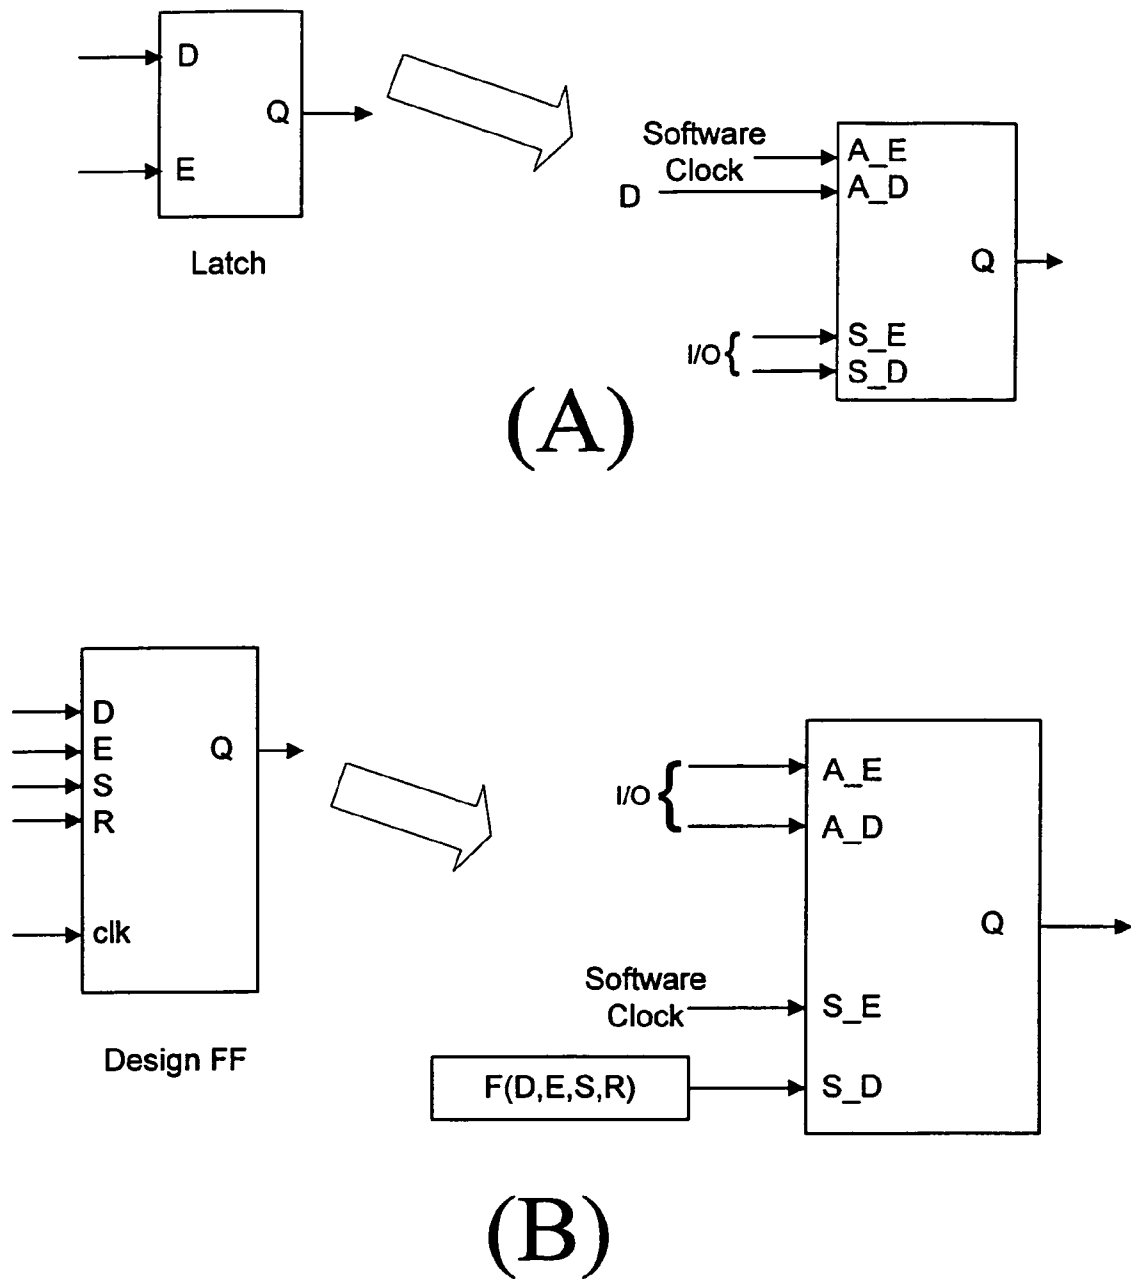 D
Q
E
Latch
Software
Clock
D
A_E
A_D
Q
I/O {
S_E
S_D
(A)
D
E
S
R
Q
clk
Design FF
I/O {
A_E
A_D
Q
Software
Clock
S_E
F(D,E,S,R)
S_D
(B)